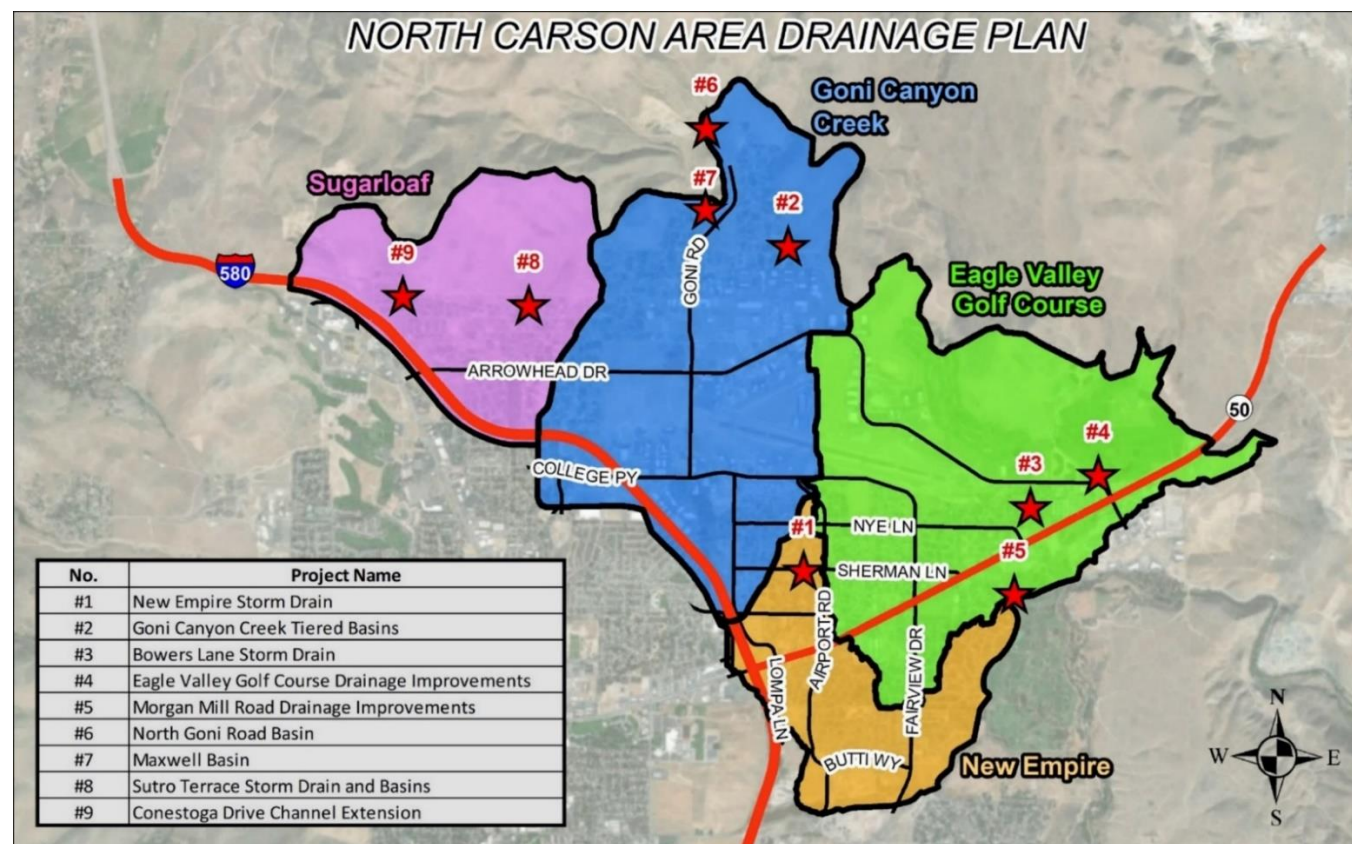 NORTH CARSON AREA DRAINAGE PLAN
#6
Goni Canyon
Creek
Sugarloaf
#7
#2
#9
#8
580
GONI RD
Eagle Valley
Golf Course
ARROWHEAD DR
50
#4
#3
COLLEGE PY
#1
NYE LN
#5
SHERMAN LN
AIRPORT RD
FAIRVIEW DR
LOMPA LN
BUTTI WY
New Empire
N
W
E
S
No. Project Name
#1 New Empire Storm Drain
#2 Goni Canyon Creek Tiered Basins
#3 Bowers Lane Storm Drain
#4 Eagle Valley Golf Course Drainage Improvements
#5 Morgan Mill Road Drainage Improvements
#6 North Goni Road Basin
#7 Maxwell Basin
#8 Sutro Terrace Storm Drain and Basins
#9 Conestoga Drive Channel Extension